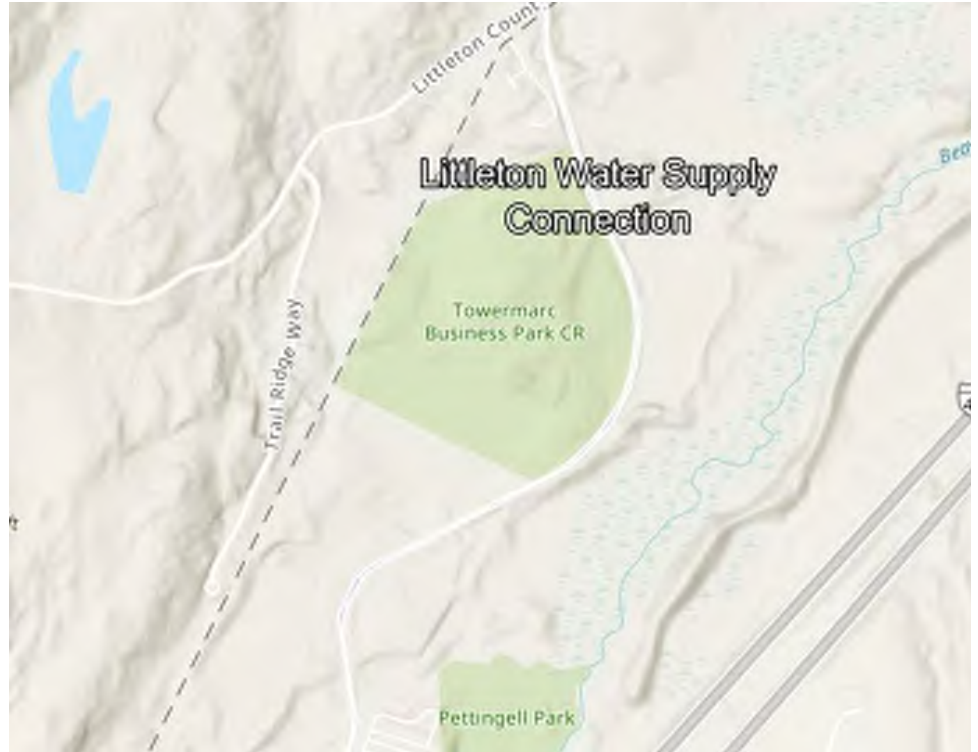 Littleton Count
Littleton Water Supply
Connection
Towermarc
Business Park CR
Trail Ridge Way
Pettingell Park